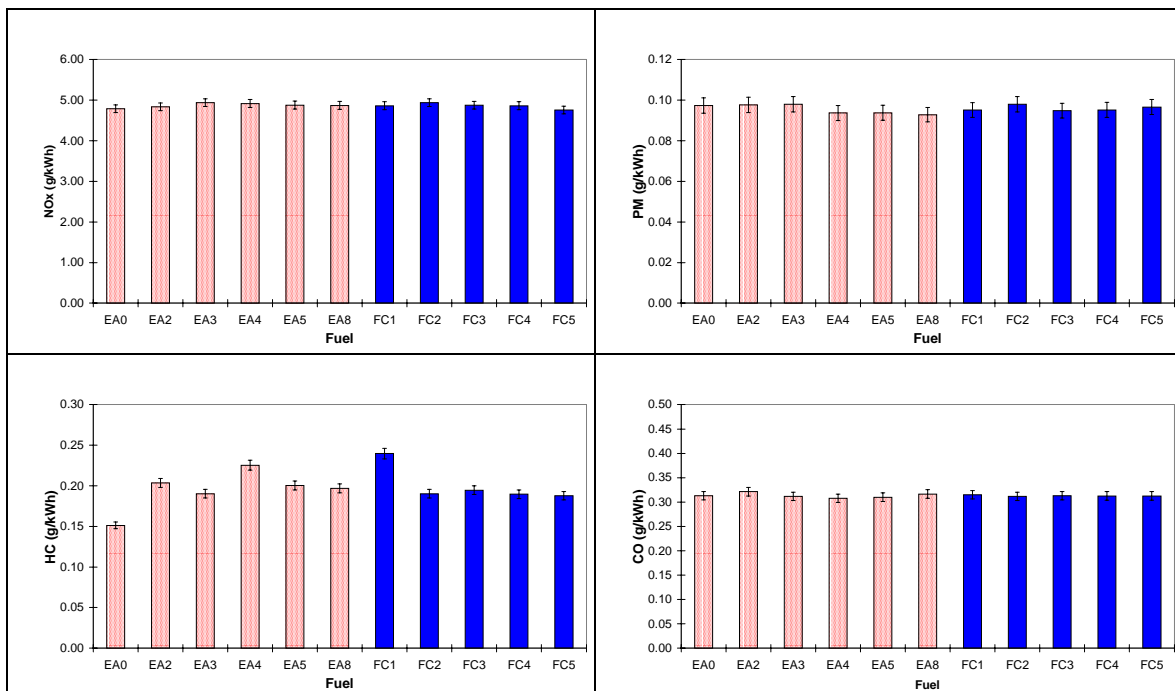 6.00
5.00
4.00
3.00
2.00
1.00
0.00
NOx (g/kWh)
EA0 EA2 EA3 EA4 EA5 EA8 FC1 FC2 FC3 FC4 FC5
Fuel
0.12
0.10
0.08
0.06
0.04
0.02
0.00
PM (g/kWh)
EA0 EA2 EA3 EA4 EA5 EA8 FC1 FC2 FC3 FC4 FC5
Fuel
0.30
0.25
0.20
0.15
0.10
0.05
0.00
HC (g/kWh)
EA0 EA2 EA3 EA4 EA5 EA8 FC1 FC2 FC3 FC4 FC5
Fuel
0.50
0.45
0.40
0.35
0.30
0.25
0.20
0.15
0.10
0.05
0.00
CO (g/kWh)
EA0 EA2 EA3 EA4 EA5 EA8 FC1 FC2 FC3 FC4 FC5
Fuel